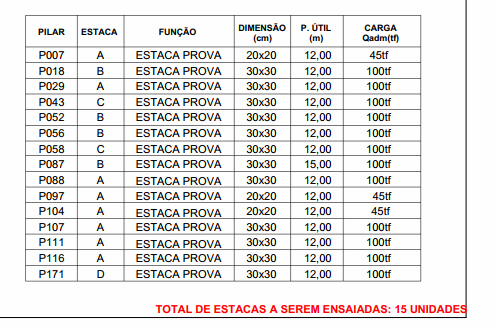 PILAR ESTACA FUNÇÃO DIMENSÃO (cm) P. ÚTIL (m) CARGA Qadm(tf)
P007 A ESTACA PROVA 20x20 12,00 45tf
P018 B ESTACA PROVA 30x30 12,00 100tf
P029 A ESTACA PROVA 30x30 12,00 100tf
P043 C ESTACA PROVA 30x30 12,00 100tf
P052 B ESTACA PROVA 30x30 12,00 100tf
P056 B ESTACA PROVA 30x30 12,00 100tf
P058 C ESTACA PROVA 30x30 12,00 100tf
P087 B ESTACA PROVA 30x30 15,00 100tf
P088 A ESTACA PROVA 30x30 12,00 100tf
P097 A ESTACA PROVA 20x20 12,00 45tf
P104 A ESTACA PROVA 20x20 12,00 45tf
P107 A ESTACA PROVA 30x30 12,00 100tf
P111 A ESTACA PROVA 30x30 12,00 100tf
P116 A ESTACA PROVA 30x30 12,00 100tf
P171 D ESTACA PROVA 30x30 12,00 100tf
TOTAL DE ESTACAS A SEREM ENSAIADAS: 15 UNIDADES